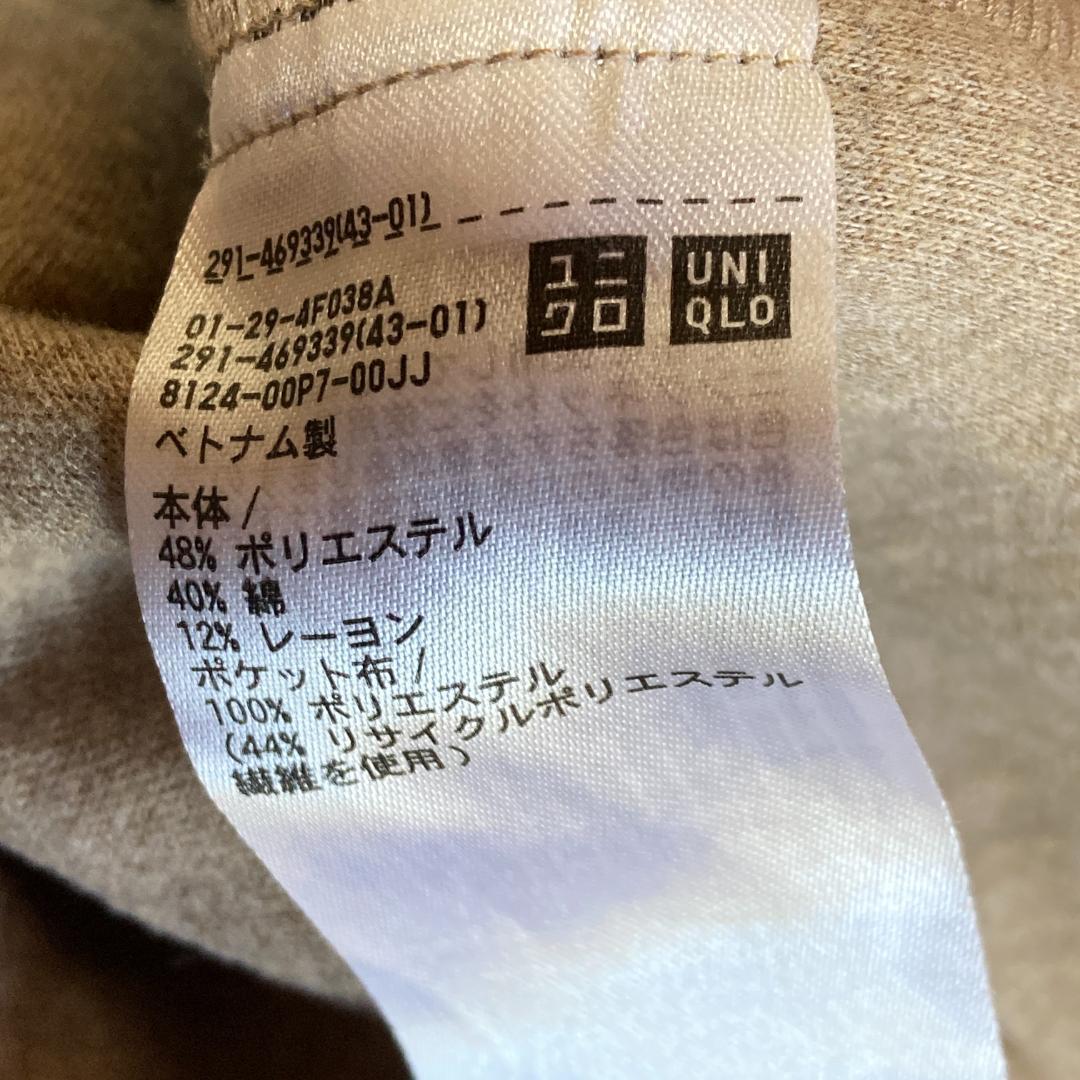 291-469339(43-01)
ユニ
クロ
UNI
QLO
01-29-4F038A
291-469339(43-01)
8124-00P7-00JJ
ベトナム製
本体/
48% ポリエステル
40% 綿
12% レーヨン
ポケット布/
100% ポリエステル
(44% リサイクルポリエステル
繊維を使用)